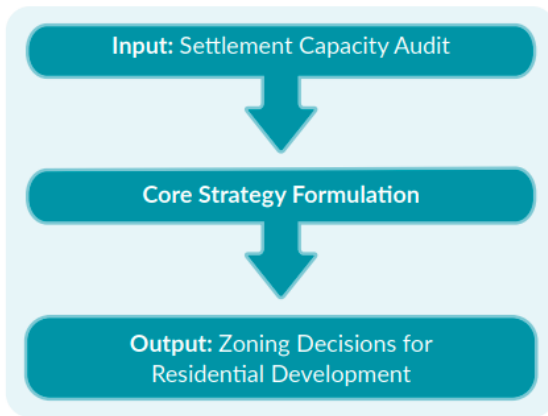 Input: Settlement Capacity Audit
Core Strategy Formulation
Output: Zoning Decisions for
Residential Development